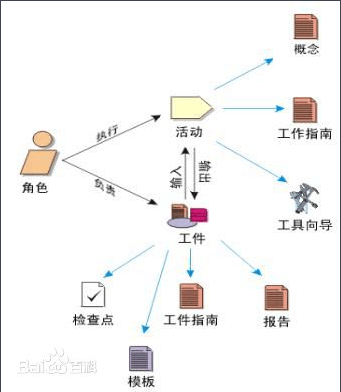 概念
执行
活动
工作指南
角色
负责
输入
输出
工具向导
工件
检查点
工件指南
报告
模板
Bai百科